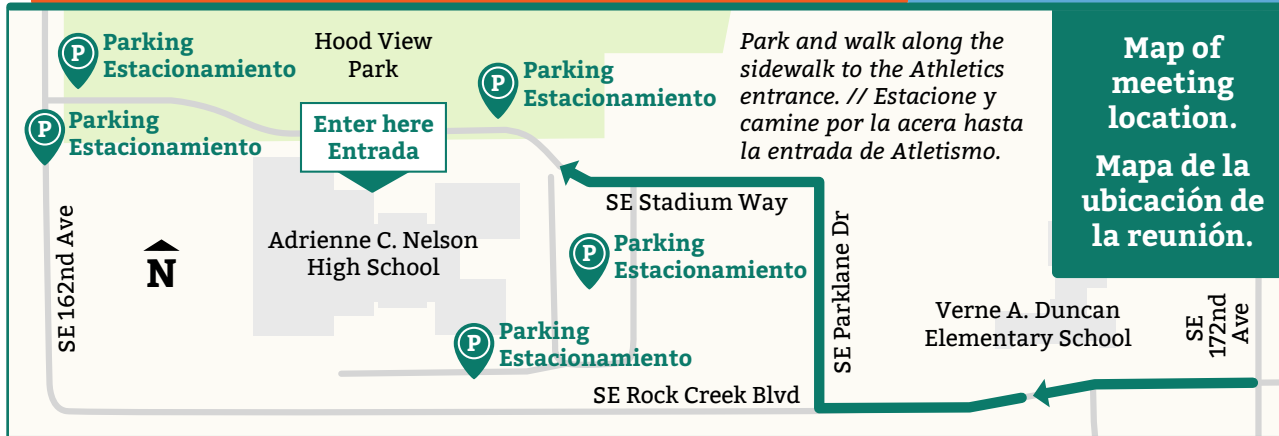 P
Parking
Estacionamiento
Hood View
Park
P
Parking
Estacionamiento
P
Parking
Estacionamiento
Enter here
Entrada
Park and walk along the
sidewalk to the Athletics
entrance. // Estacione y
camine por la acera hasta
la entrada de Atletismo.
Map of
meeting
location.
Mapa de la
ubicación de
la reunión.
SE 162nd Ave
N
Adrienne C. Nelson
High School
SE Stadium Way
P
Parking
Estacionamiento
P
Parking
Estacionamiento
SE Parklane Dr
Verne A. Duncan
Elementary School
SE
172nd
Ave
SE Rock Creek Blvd